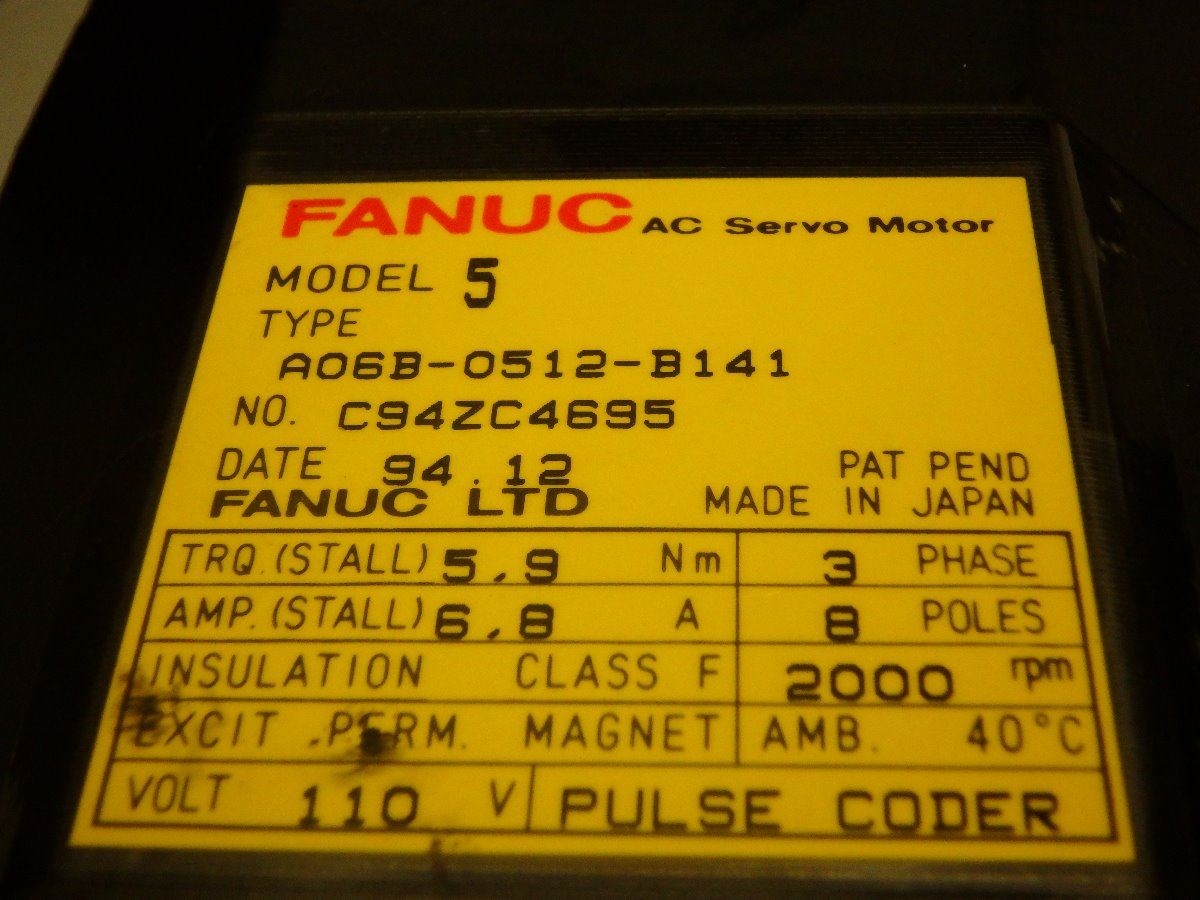 FANUC AC Servo Motor
MODEL 5
TYPE
A06B-0512-B141
NO. C94ZC4695
DATE 94.12 PAT PEND
FANUC LTD MADE IN JAPAN
TRQ.(STALL) 5.9 Nm 3 PHASE
AMP.(STALL) 6.8 A 8 POLES
INSULATION CLASS F 2000 rpm
EXCIT. PERM. MAGNET AMB. 40°C
VOLT 110 V PULSE CODER